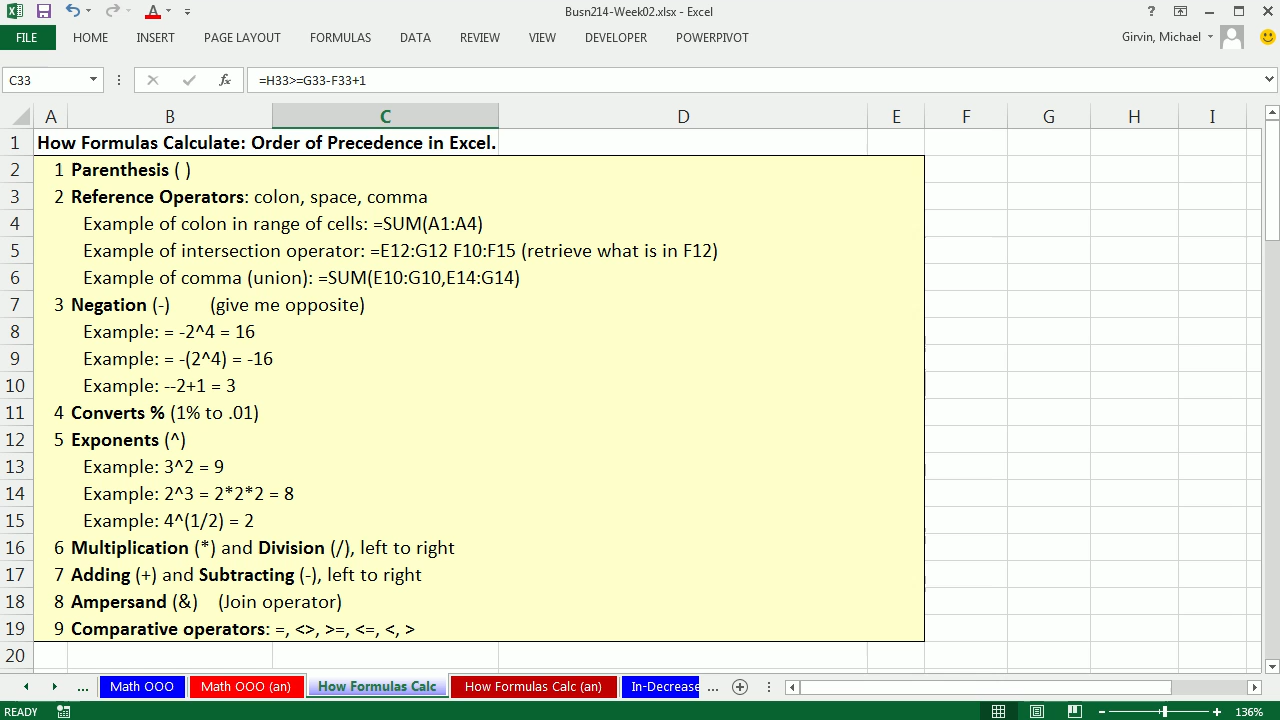 Busn214-Week02.xlsx - Excel
FILE HOME INSERT PAGE LAYOUT FORMULAS DATA REVIEW VIEW DEVELOPER POWERPIVOT Girvin, Michael
C33 fx =H33>=G33-F33+1
A B C D E F G H I
1 How Formulas Calculate: Order of Precedence in Excel.
2 1 Parenthesis ( )
3 2 Reference Operators: colon, space, comma
4 Example of colon in range of cells: =SUM(A1:A4)
5 Example of intersection operator: =E12:G12 F10:F15 (retrieve what is in F12)
6 Example of comma (union): =SUM(E10:G10,E14:G14)
7 3 Negation (-) (give me opposite)
8 Example: = -2^4 = 16
9 Example: = -(2^4) = -16
10 Example: --2+1 = 3
11 4 Converts % (1% to .01)
12 5 Exponents (^)
13 Example: 3^2 = 9
14 Example: 2^3 = 2*2*2 = 8
15 Example: 4^(1/2) = 2
16 6 Multiplication (*) and Division (/), left to right
17 7 Adding (+) and Subtracting (-), left to right
18 8 Ampersand (&) (Join operator)
19 9 Comparative operators: =, <>, >=, <=, <, >
20
... Math OOO Math OOO (an) How Formulas Calc How Formulas Calc (an) In-Decrease ...
READY 136%